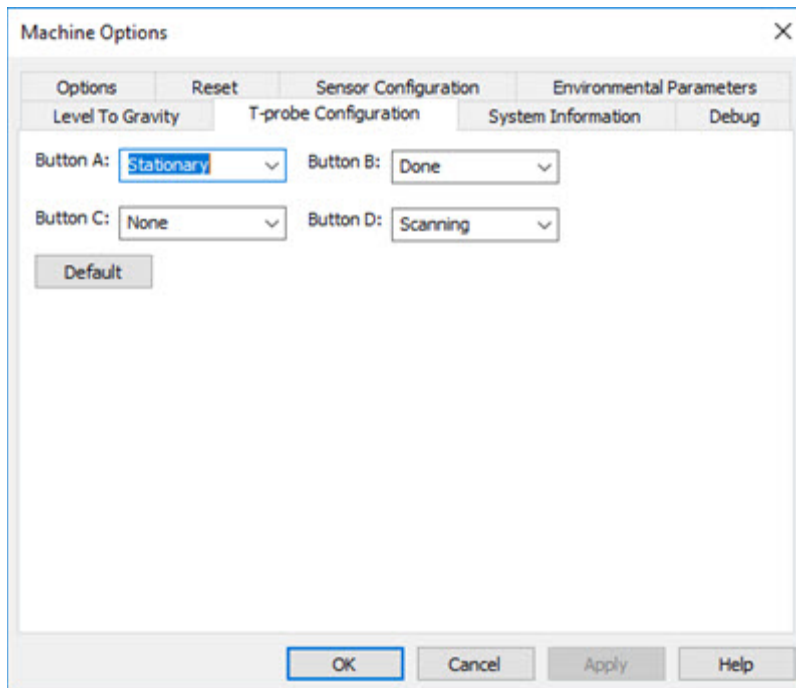 Machine Options
Options Reset Sensor Configuration Environmental Parameters
Level To Gravity T-probe Configuration System Information Debug
Button A: Stationary Button B: Done
Button C: None Button D: Scanning
Default
OK Cancel Apply Help